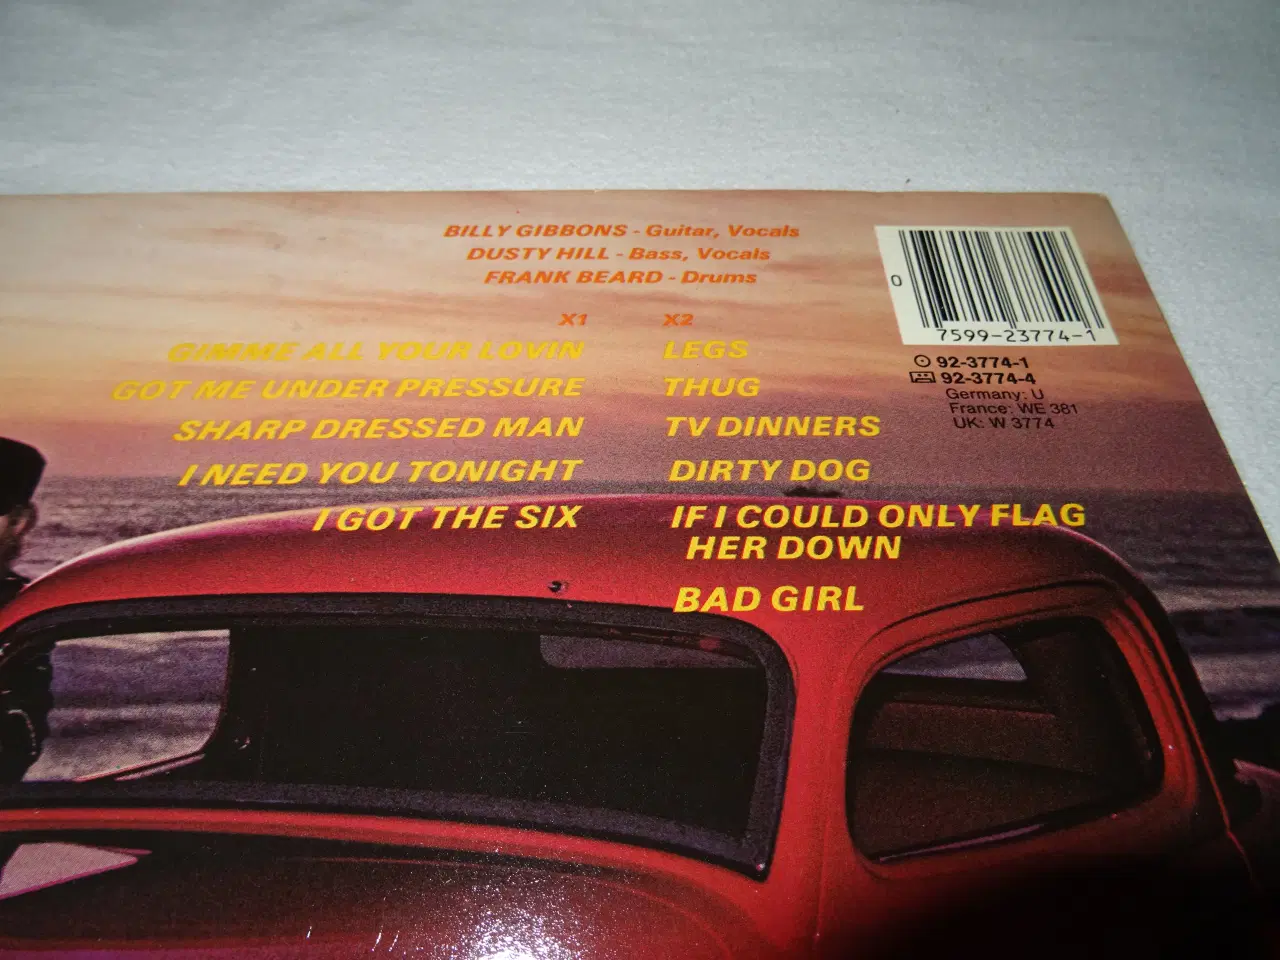 BILLY GIBBONS - Guitar, Vocals
DUSTY HILL - Bass, Vocals
FRANK BEARD - Drums
X1
GIMME ALL YOUR LOVIN
GOT ME UNDER PRESSURE
SHARP DRESSED MAN
I NEED YOU TONIGHT
I GOT THE SIX
X2
LEGS
THUG
TV DINNERS
DIRTY DOG
IF I COULD ONLY FLAG
HER DOWN
BAD GIRL
0
7599-23774-1
92-3774-1
92-3774-4
Germany: U
France: WE 381
UK: W 3774